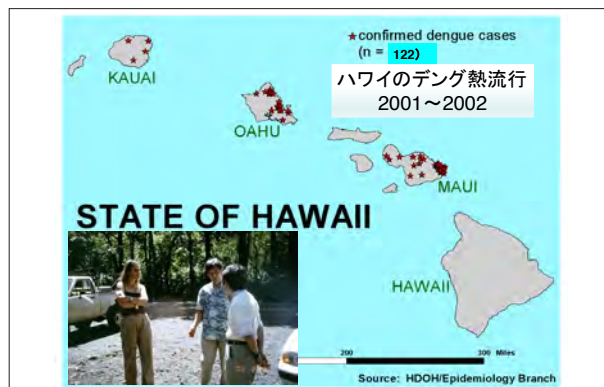 ★confirmed dengue cases
(n = 122)
ハワイのデング熱流行
2001〜2002
KAUAI
OAHU
MAUI
STATE OF HAWAII
HAWAII
200
300 Miles
Source: HDOH/Epidemiology Branch